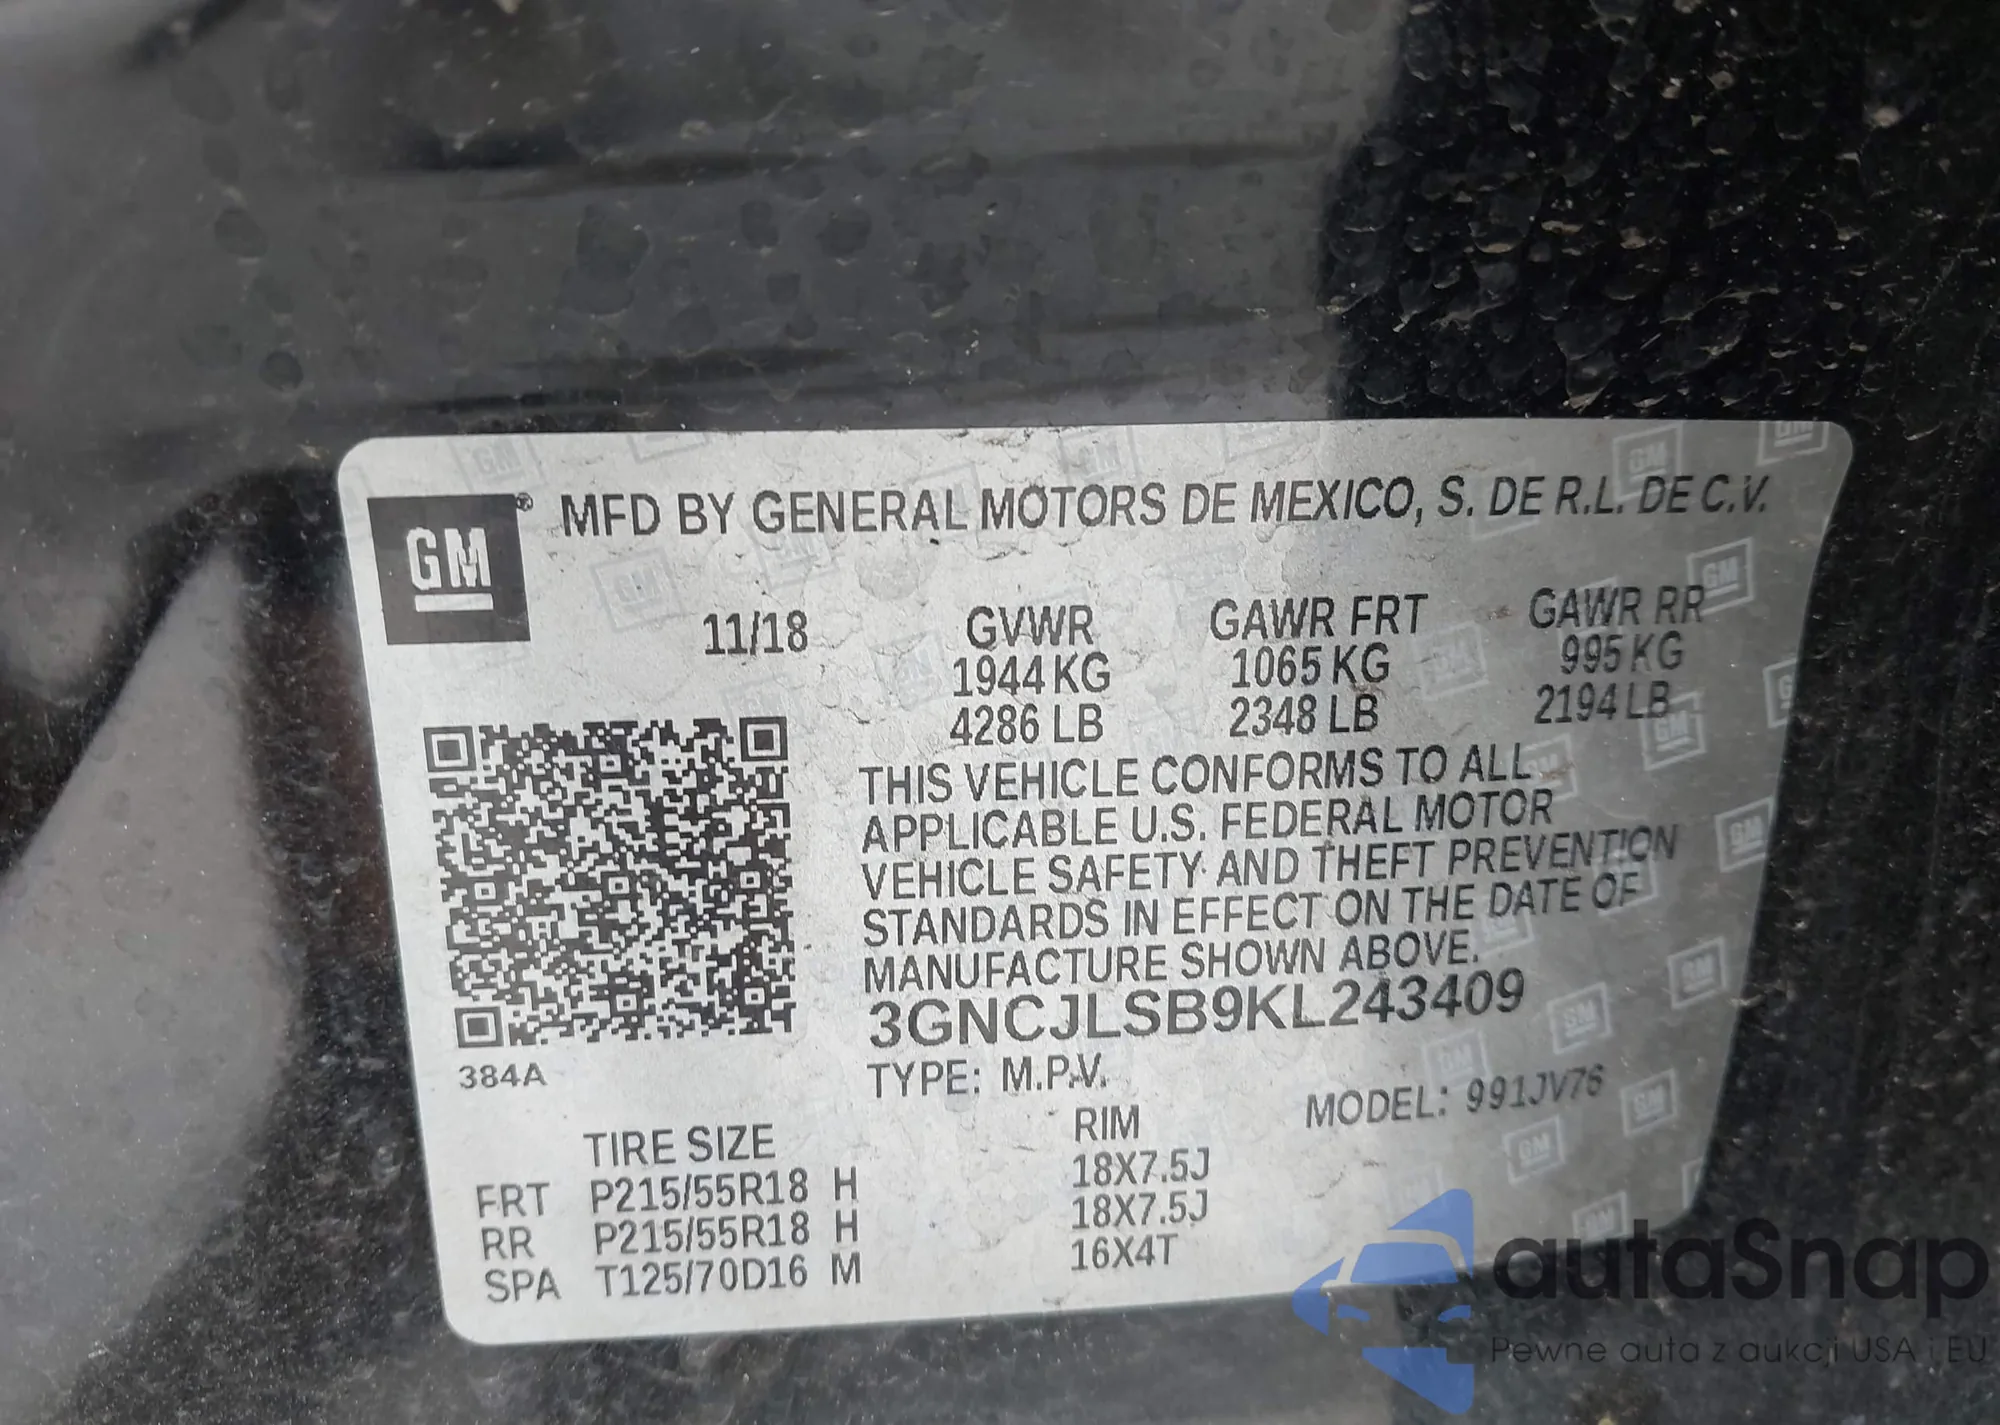 GM® MFD BY GENERAL MOTORS DE MEXICO, S. DE R.L. DE C.V.
11/18 GVWR GAWR FRT GAWR RR
1944 KG 1065 KG 995 KG
4286 LB 2348 LB 2194 LB
THIS VEHICLE CONFORMS TO ALL
APPLICABLE U.S. FEDERAL MOTOR
VEHICLE SAFETY AND THEFT PREVENTION
STANDARDS IN EFFECT ON THE DATE OF
MANUFACTURE SHOWN ABOVE.
3GNCJLSB9KL243409
384A
TYPE: M.P.V. MODEL: 991JV76
TIRE SIZE RIM
FRT P215/55R18 H 18X7.5J
RR P215/55R18 H 18X7.5J
SPA T125/70D16 M 16X4T
autaSnap
Pewne auta z aukcji USA i EU